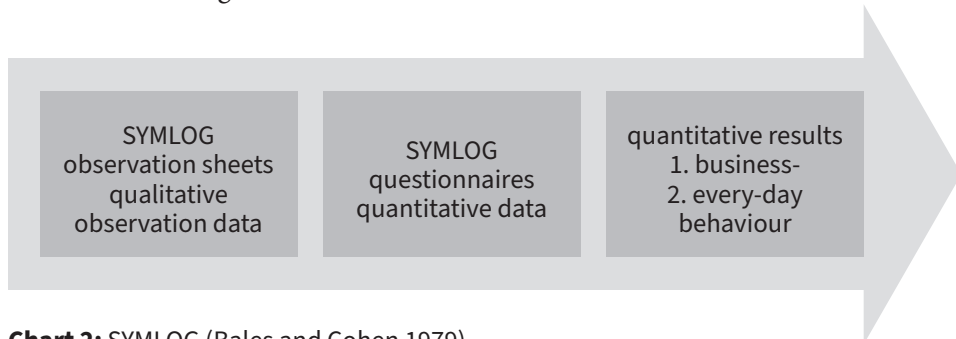 SYMLOG
observation sheets
qualitative
observation data
SYMLOG
questionnaires
quantitative data
quantitative results
1. business-
2. every-day
behaviour
Chart 2: SYMLOG (Bales and Cohen 1979)